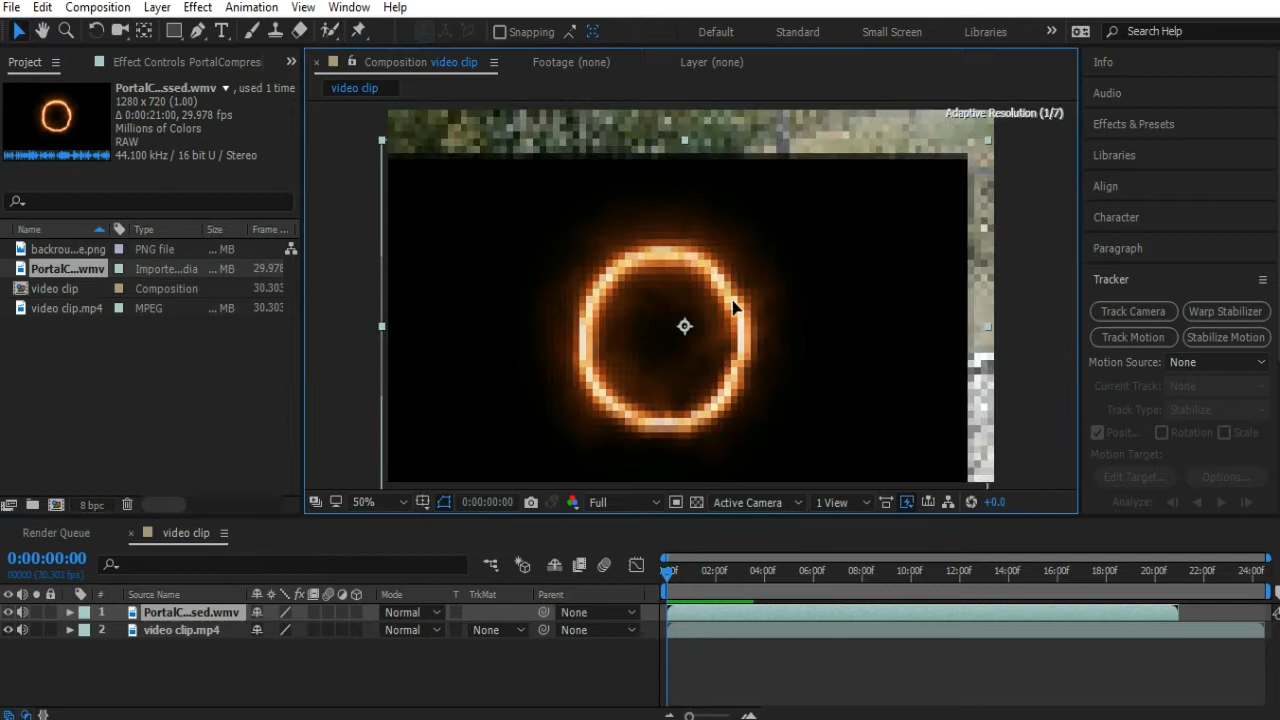 File Edit Composition Layer Effect Animation View Window Help
Snapping Default Standard Small Screen Libraries Search Help
Project Effect Controls PortalCompres
Composition video clip Footage (none) Layer (none)
video clip
PortalC...ssed.wmv , used 1 time
1280 x 720 (1.00)
Δ 0:00:21:00, 29.978 fps
Millions of Colors
RAW
44.100 kHz / 16 bit U / Stereo
Adaptive Resolution (1/7)
Name Type Size Frame ...
backrou...e.png PNG file ... MB
PortalC...wmv Importe...dia ... MB 29.978
video clip Composition 30.303
video clip.mp4 MPEG ... MB 30.303
8 bpc
50% 0:00:00:00 Full Active Camera 1 View +0.0
Info
Audio
Effects & Presets
Libraries
Align
Character
Paragraph
Tracker
Track Camera Warp Stabilizer
Track Motion Stabilize Motion
Motion Source: None
Current Track: None
Track Type: Stabilize
Posit... Rotation Scale
Motion Target:
Edit Target... Options...
Analyze:
Render Queue video clip
0:00:00:00
00000 (30.303 fps)
:00f 02:00f 04:00f 06:00f 08:00f 10:00f 12:00f 14:00f 16:00f 18:00f 20:00f 22:00f 24:00f
# Source Name fx Mode T TrkMat Parent
1 PortalC...sed.wmv Normal None
2 video clip.mp4 Normal None None